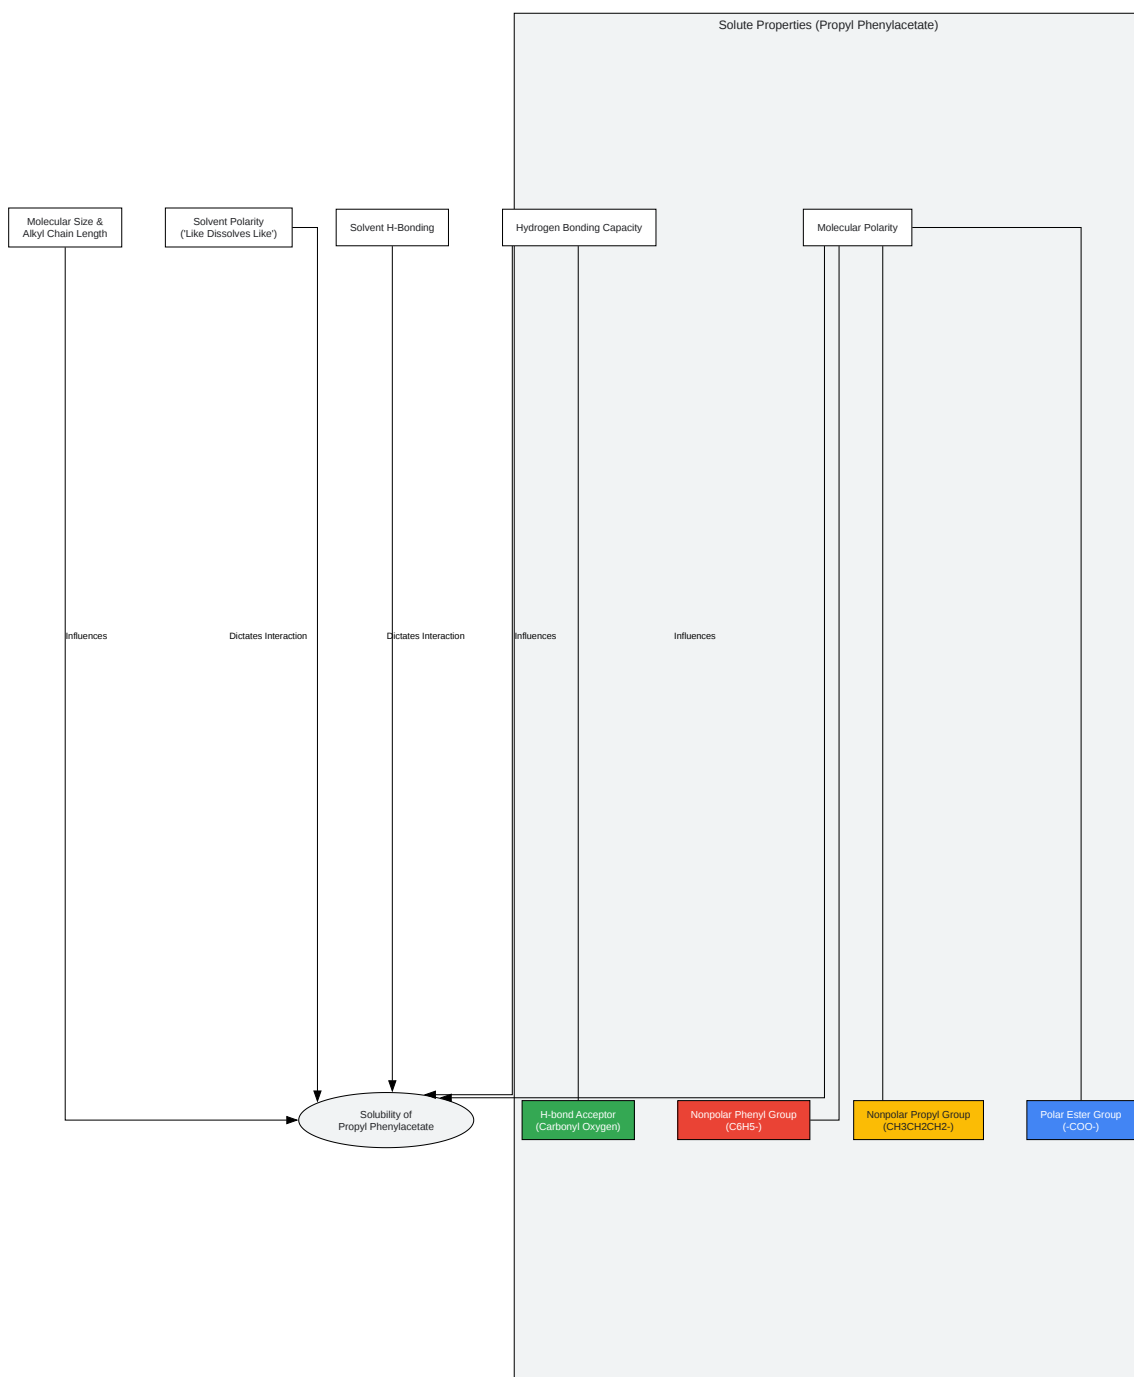 Solute Properties (Propyl Phenylacetate)
Molecular Size &
Alkyl Chain Length
Solvent Polarity
('Like Dissolves Like')
Solvent H-Bonding
Hydrogen Bonding Capacity
Molecular Polarity
Influences
Dictates Interaction
Dictates Interaction
Influences
Influences
Solubility of
Propyl Phenylacetate
H-bond Acceptor
(Carbonyl Oxygen)
Nonpolar Phenyl Group
(C6H5-)
Nonpolar Propyl Group
(CH3CH2CH2-)
Polar Ester Group
(-COO-)